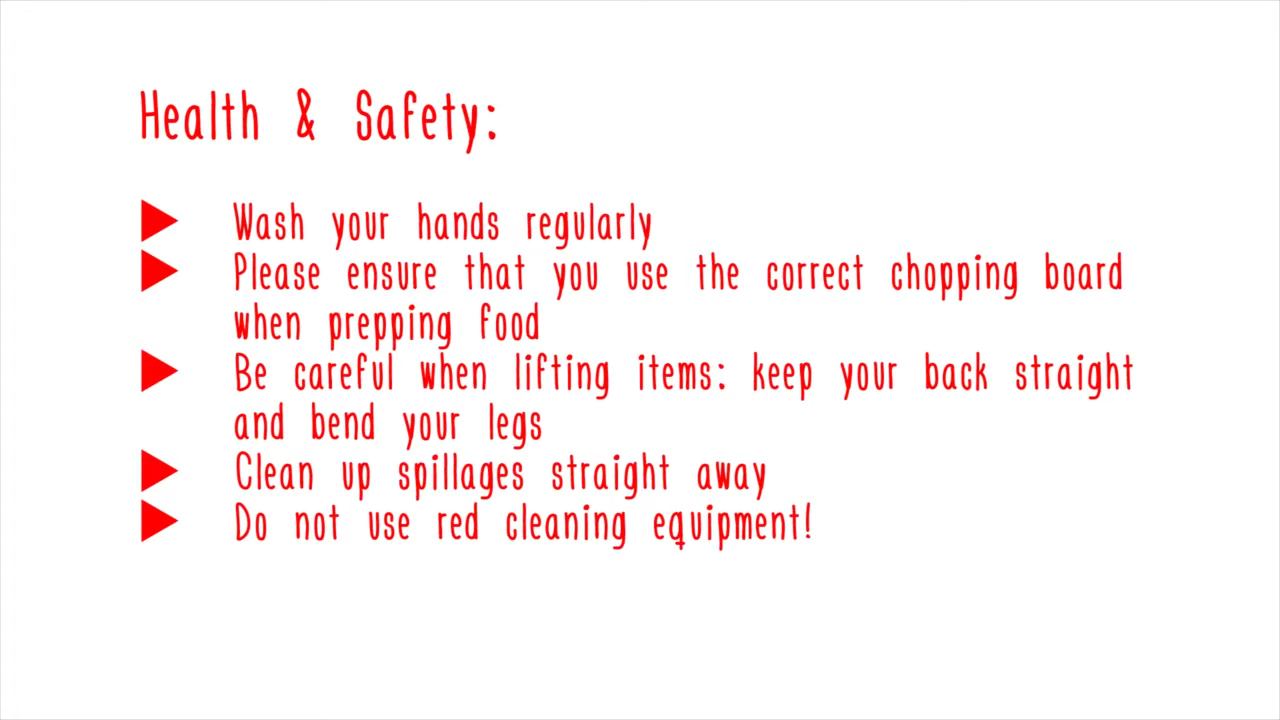 Health & Safety:
Wash your hands regularly
Please ensure that you use the correct chopping board
when prepping food
Be careful when lifting items: keep your back straight
and bend your legs
Clean up spillages straight away
Do not use red cleaning equipment!